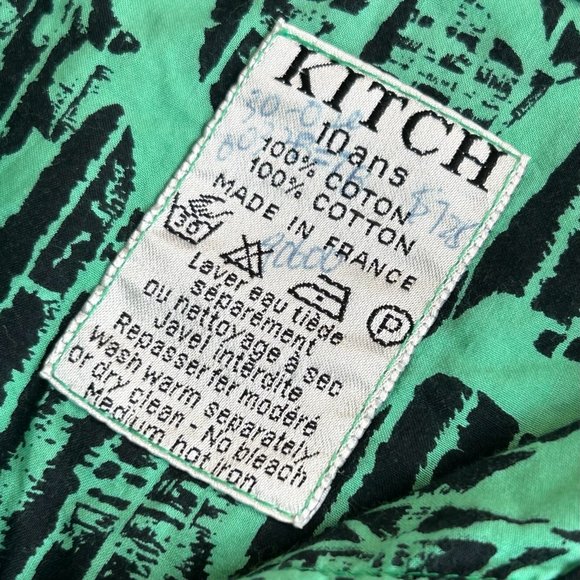 KITCH
10ans
100% COTON
100% COTTON
MADE IN FRANCE
30
P
Laver eau tiède
séparément
ou nettoyage à sec
Javel interdite
Repasser fer modéré
wash warm separately
or dry clean - No bleach
Medium hot iron